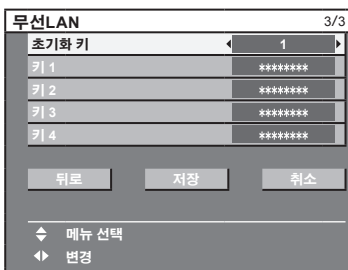 무선LAN 3/3
초기화 키 1
키 1 ********
키 2 ********
키 3 ********
키 4 ********
뒤로 저장 취소
메뉴 선택
변경